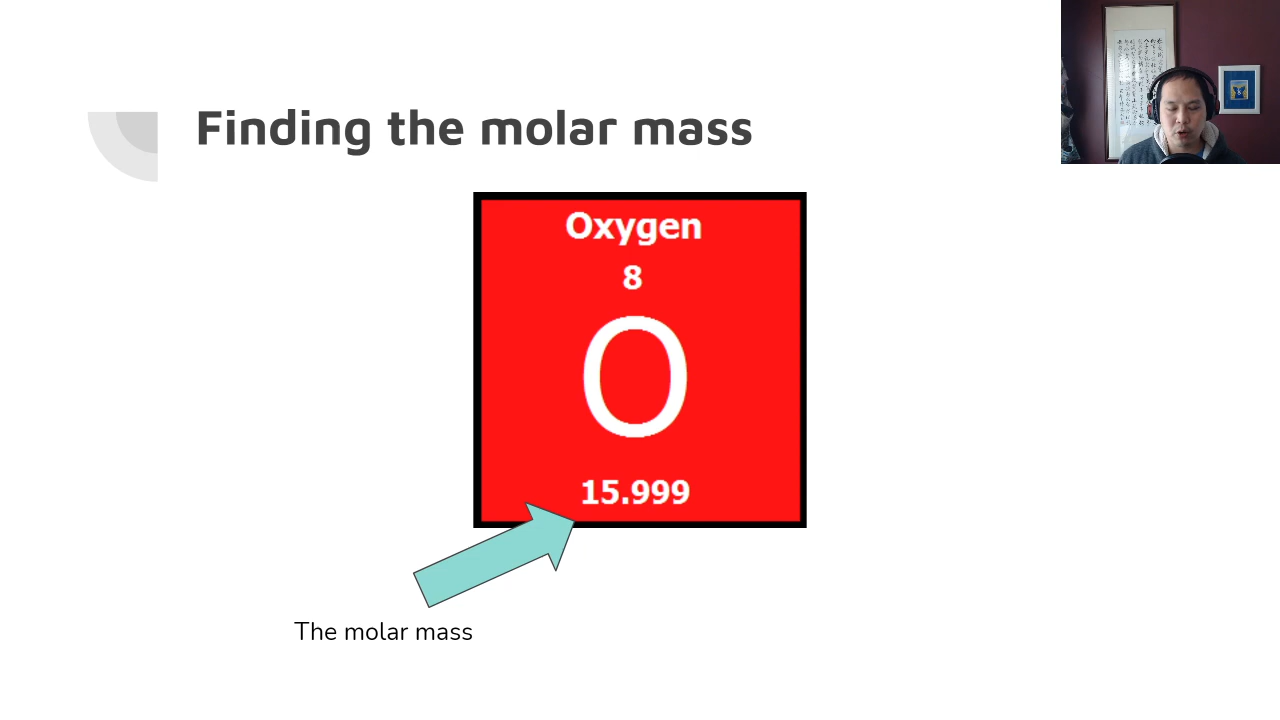 Finding the molar mass
Oxygen
8
O
15.999
The molar mass